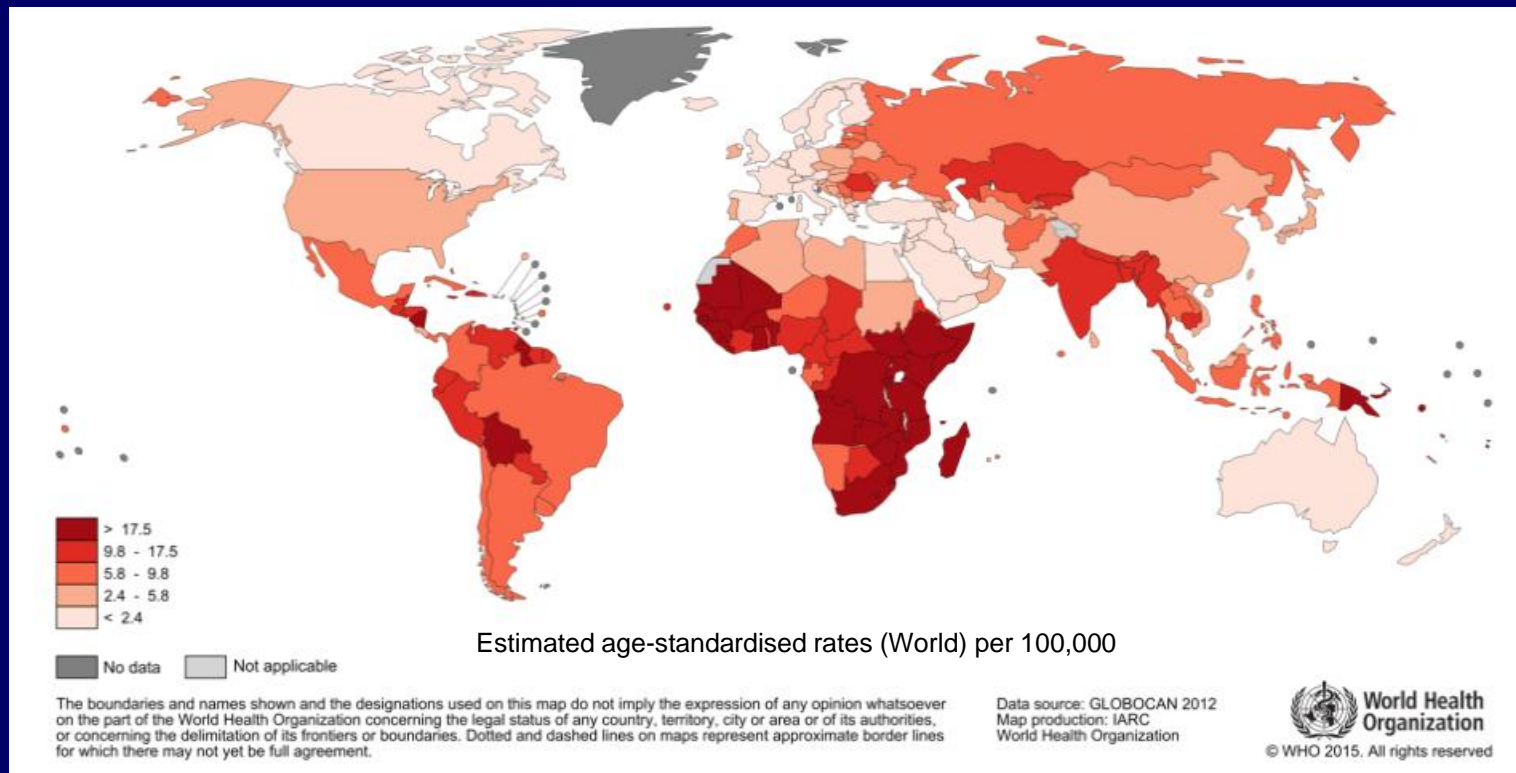 > 17.5
9.8 - 17.5
5.8 - 9.8
2.4 - 5.8
< 2.4
Estimated age-standardised rates (World) per 100,000
No data
Not applicable
The boundaries and names shown and the designations used on this map do not imply the expression of any opinion whatsoever
on the part of the World Health Organization concerning the legal status of any country, territory, city or area or of its authorities,
or concerning the delimitation of its frontiers or boundaries. Dotted and dashed lines on maps represent approximate border lines
for which there may not yet be full agreement.
Data source: GLOBOCAN 2012
Map production: IARC
World Health Organization
World Health
Organization
© WHO 2015. All rights reserved